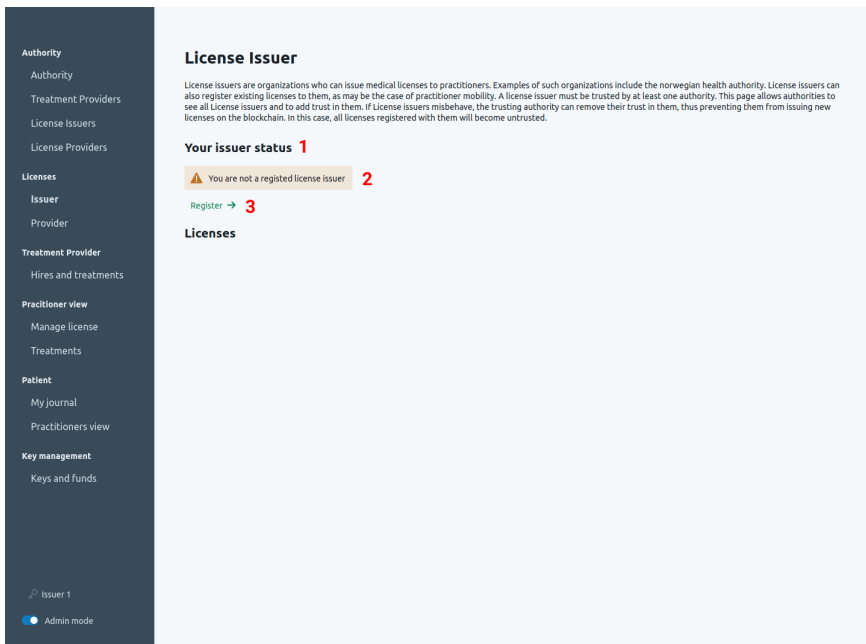 Authority
Authority
Treatment Providers
License Issuers
License Providers
Licenses
Issuer
Provider
Treatment Provider
Hires and treatments
Pracitioner view
Manage license
Treatments
Patient
My journal
Practitioners view
Key management
Keys and funds
Issuer 1
Admin mode
License Issuer
License issuers are organizations who can issue medical licenses to practitioners. Examples of such organizations include the norwegian health authority. License issuers can
also register existing licenses to them, as may be the case of practitioner mobility. A license issuer must be trusted by at least one authority. This page allows authorities to
see all License issuers and to add trust in them. If License issuers misbehave, the trusting authority can remove their trust in them, thus preventing them from issuing new
licenses on the blockchain. In this case, all licenses registered with them will become untrusted.
Your issuer status 1
You are not a registed license issuer 2
Register → 3
Licenses